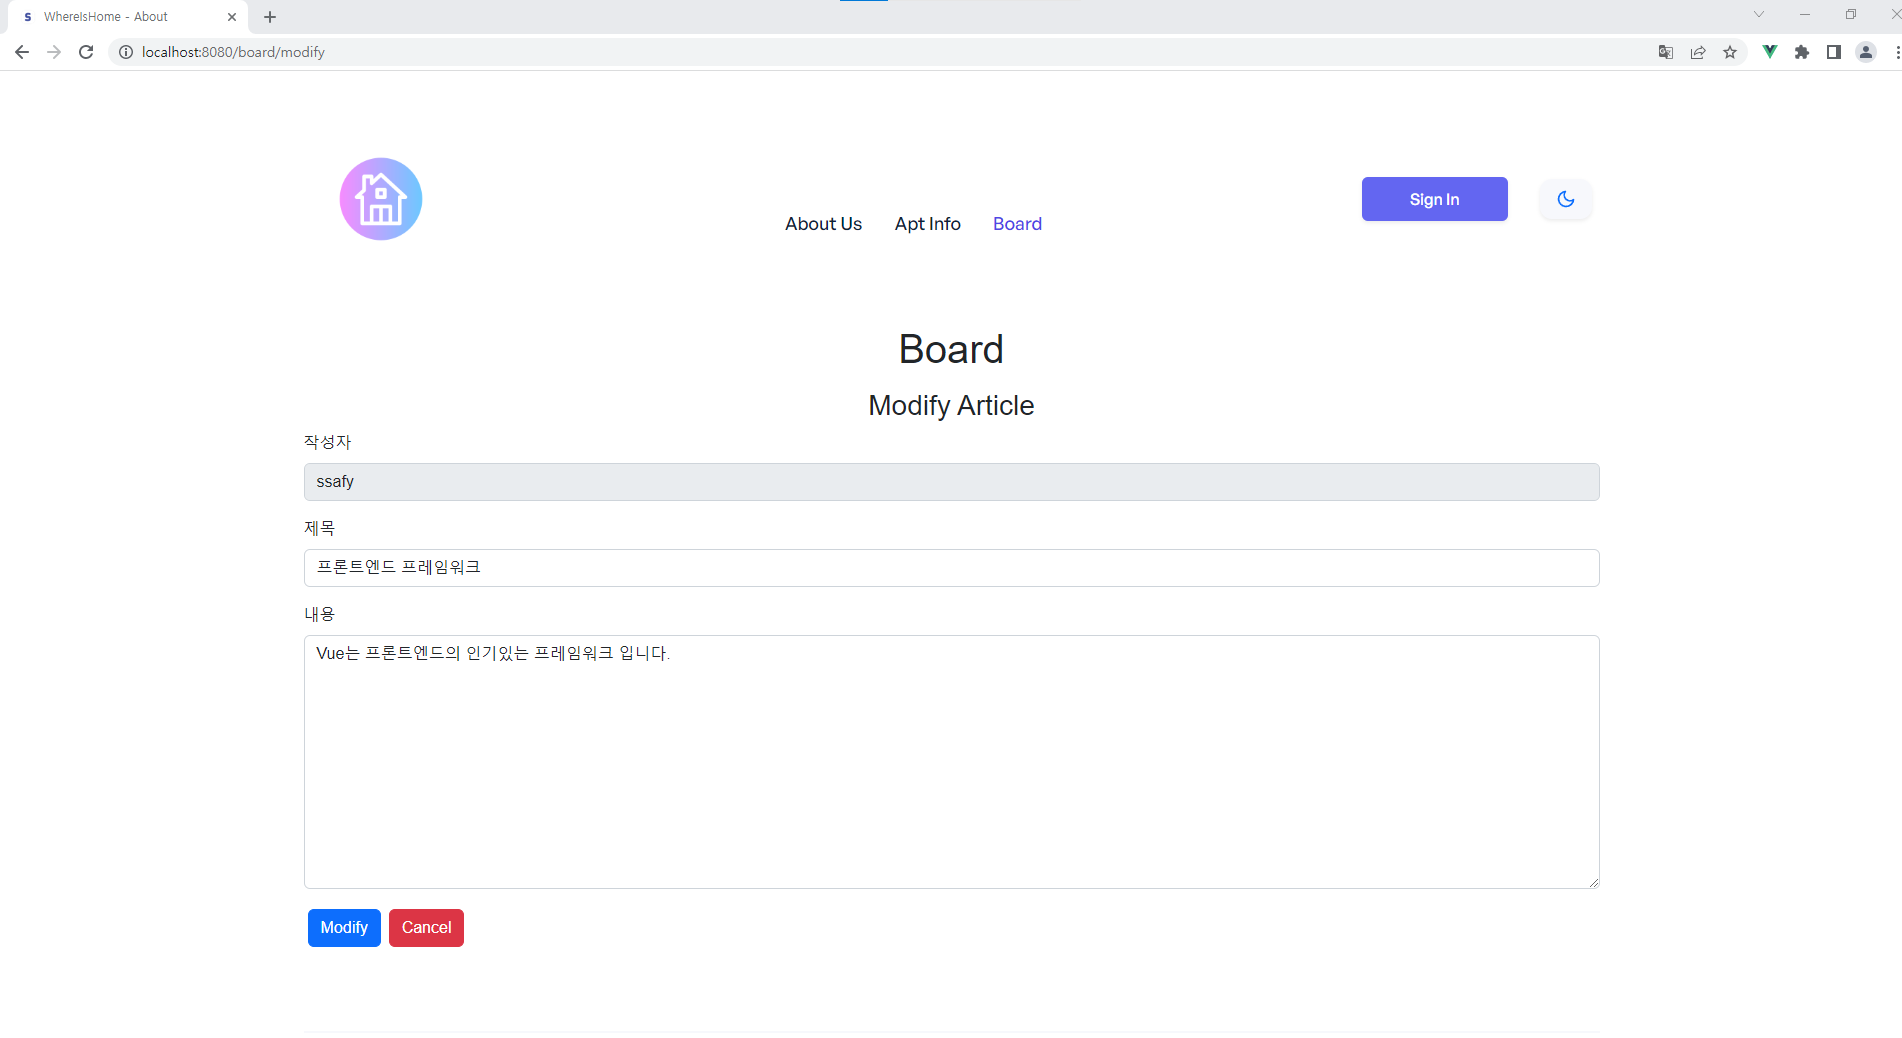 S WhereIsHome - About
localhost:8080/board/modify
About Us Apt Info Board
Sign In
Board
Modify Article
작성자
ssafy
제목
프론트엔드 프레임워크
내용
Vue는 프론트엔드의 인기있는 프레임워크 입니다.
Modify Cancel